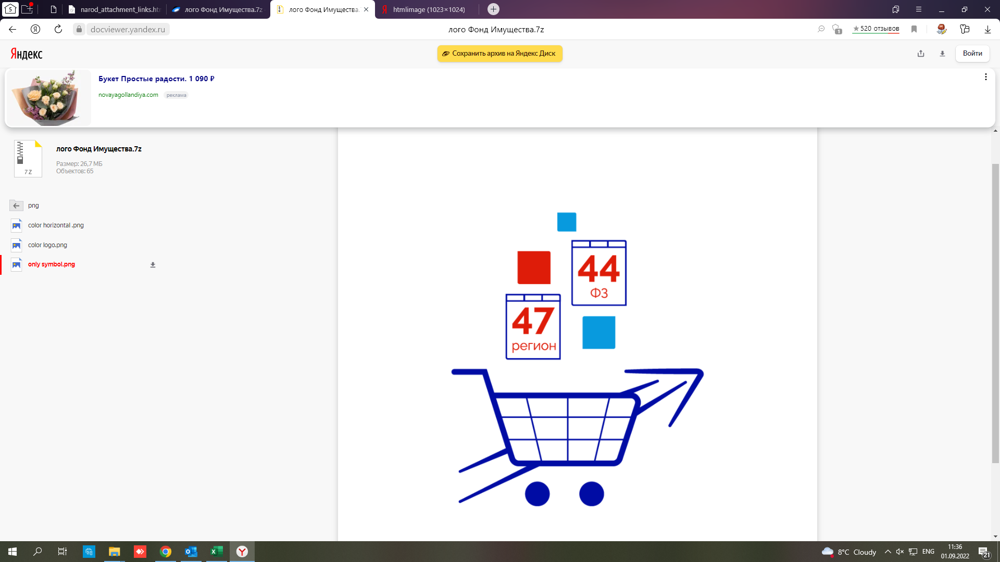 5
narod_attachment_links.htm
лого Фонд Имущества.7z
лого Фонд Имущества.
htmlimage (1023×1024)
docviewer.yandex.ru
лого Фонд Имущества.7z
1
520 отзывов
Яндекс
Сохранить архив на Яндекс Диск
Войти
Букет Простые радости. 1 090 ₽
novayagollandiya.com
реклама
7Z
лого Фонд Имущества.7z
Размер: 26,7 МБ
Объектов: 65
png
color horizontal .png
color logo.png
only symbol.png
44
ФЗ
47
регион
8°C Cloudy
ENG
11:36
01.09.2022
21